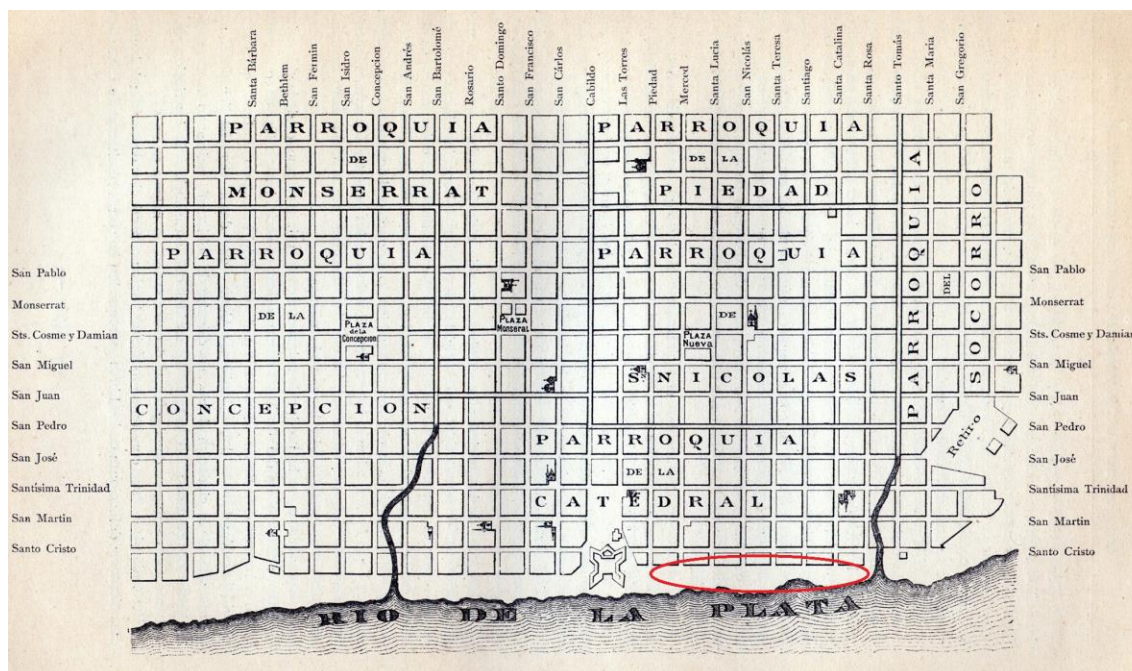 Santa Bárbara
Bethlem
San Fermin
San Isidro
Concepcion
San Andrés
San Bartolomé
Rosario
Santo Domingo
San Francisco
San Cárlos
Cabildo
Las Torres
Piedad
Merced
Santa Lucia
San Nicolás
Santa Teresa
Santiago
Santa Catalina
Santa Rosa
Santo Tomás
Santa Maria
San Gregorio
PARROQUIA
DE
MONSERRAT
PARROQUIA
DE LA
PIEDAD
PARROQUIA
DE LA
CONCEPCION
PARROQUIA
DE
S NICOLAS
PARROQUIA
DEL
SOCORRO
PLAZA
de la
Concepcion
PLAZA
Monserat
PLAZA
Nueva
PARROQUIA
DE LA
CATEDRAL
Retiro
San Pablo
Monserrat
Sts. Cosme y Damian
San Miguel
San Juan
San Pedro
San José
Santísima Trinidad
San Martin
Santo Cristo
San Pablo
Monserrat
Sts. Cosme y Damian
San Miguel
San Juan
San Pedro
San José
Santísima Trinidad
San Martin
Santo Cristo
RIO DE LA PLATA